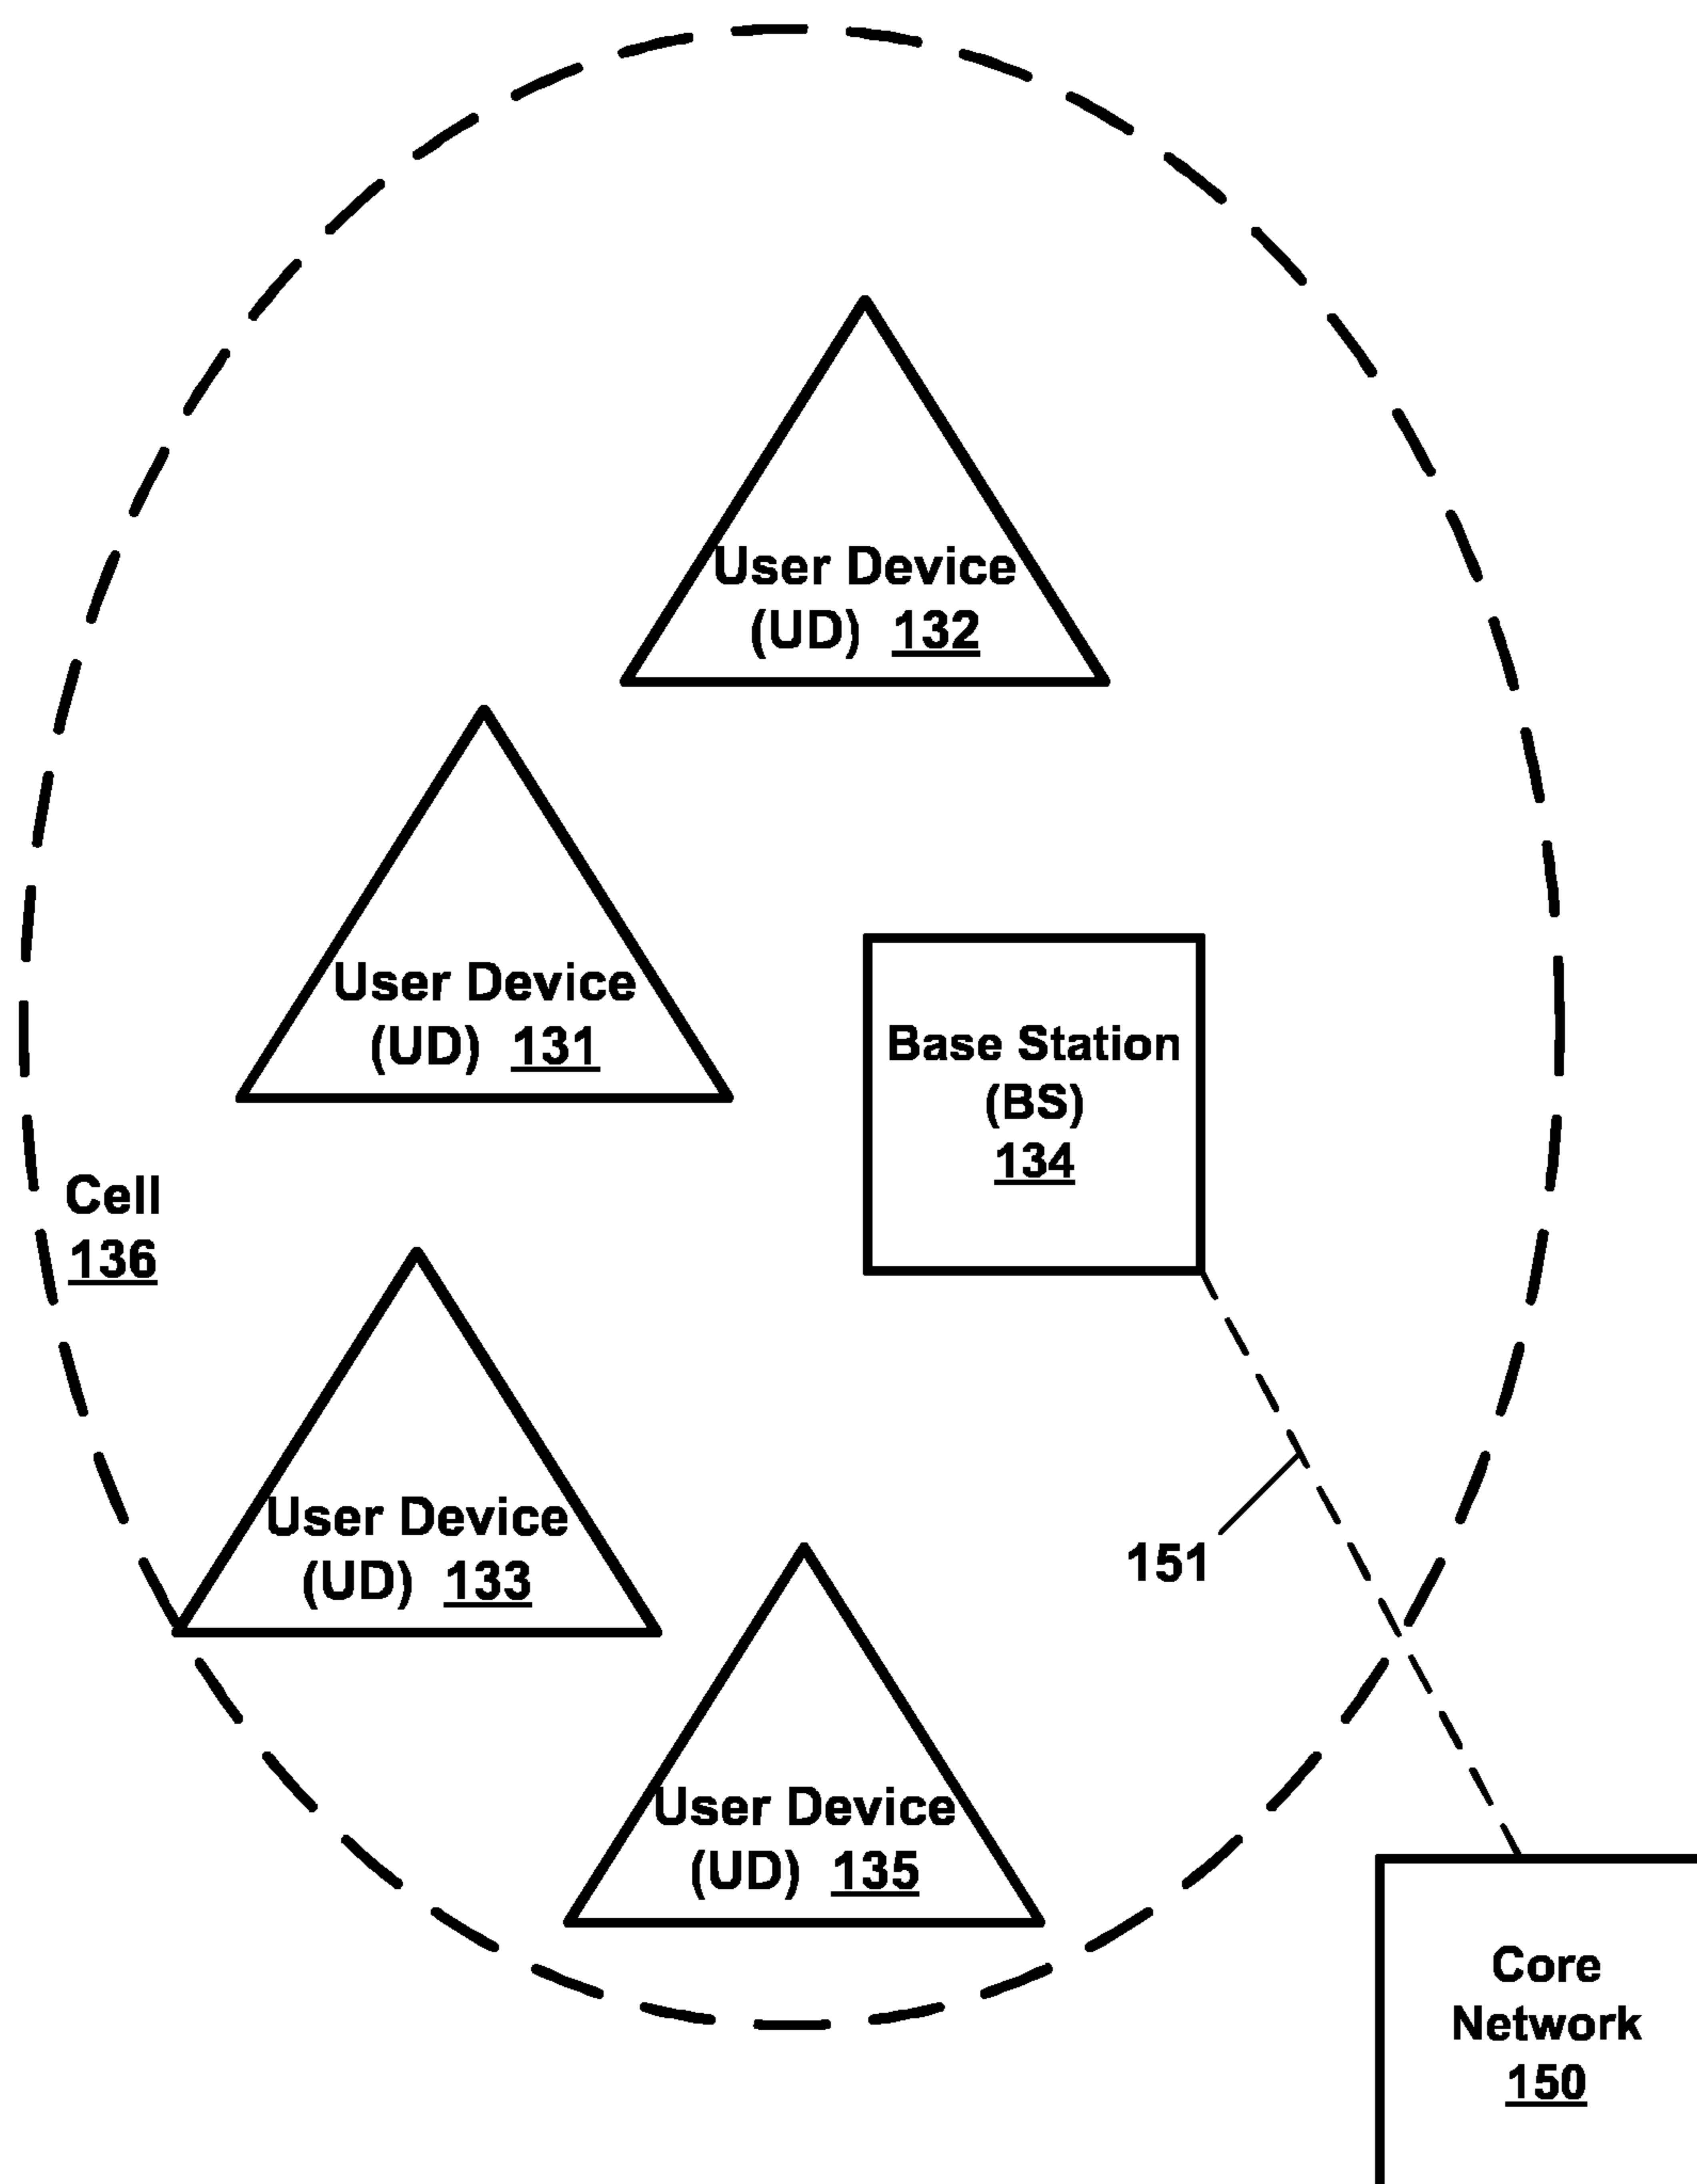 User Device
(UD) 132
User Device
(UD) 131
Base Station
(BS)
134
Cell
136
User Device
(UD) 133
151
User Device
(UD) 135
Core
Network
150